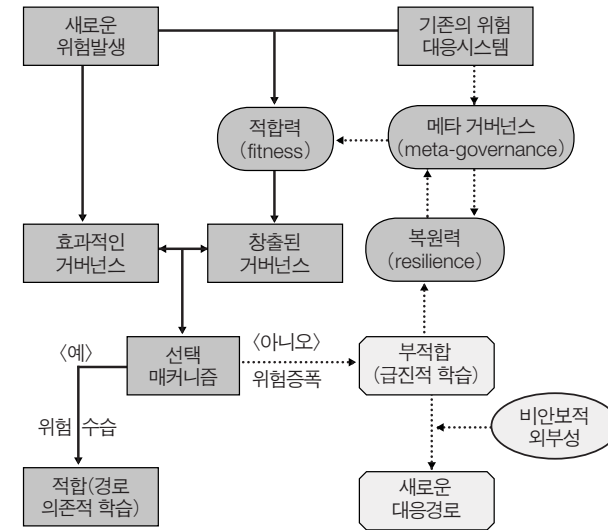 새로운
위험발생
기존의 위험
대응시스템
적합력
(fitness)
메타 거버넌스
(meta-governance)
효과적인
거버넌스
창출된
거버넌스
복원력
(resilience)
〈예〉
선택
매커니즘
〈아니오〉
위험증폭
부적합
(급진적 학습)
비안보적
외부성
위험 수습
적합(경로
의존적 학습)
새로운
대응경로